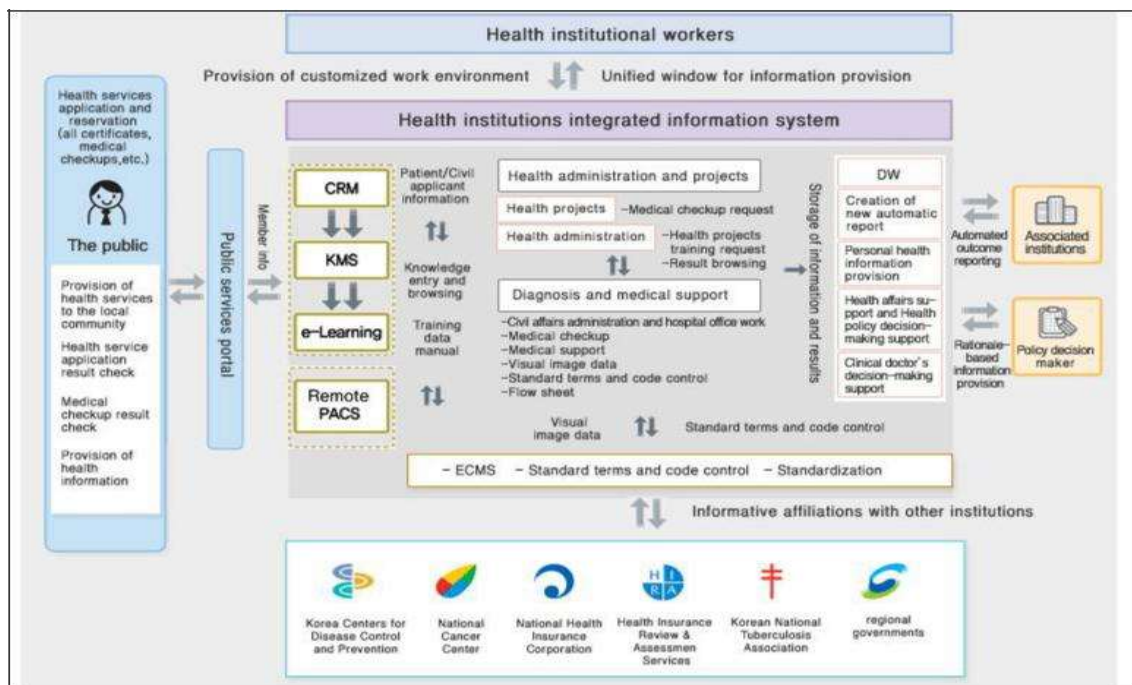 Health institutional workers
Provision of customized work environment
Unified window for information provision
Health institutions integrated information system
Health services
application and
reservation
(all certificates,
medical
checkups,etc.)
The public
Provision of
health services
to the local
community
Health service
application
result check
Medical
checkup result
check
Provision of
health
information
Public services portal
Member info
CRM
KMS
e-Learning
Remote
PACS
Patient/Civil
applicant
information
Knowledge
entry and
browsing
Training
data
manual
Health administration and projects
Health projects
-Medical checkup request
Health administration
-Health projects
training request
-Result browsing
Diagnosis and medical support
-Civil affairs administration and hospital office work
-Medical checkup
-Medical support
-Visual image data
-Standard terms and code control
-Flow sheet
Visual
image data
Standard terms and code control
- ECMS - Standard terms and code control - Standardization
Storage of information and results
DW
Creation of
new automatic
report
Personal health
information
provision
Health affairs su-
pport and Health
policy decision-
making support
Clinical doctor's
decision-making
support
Automated
outcome
reporting
Associated
institutions
Rationale-
based
information
provision
Policy decision
maker
Informative affiliations with other institutions
Korea Centers for
Disease Control
and Prevention
National
Cancer
Center
National Health
Insurance
Corporation
H I
R A
Health Insurance
Review &
Assessmen
Services
Korean National
Tuberculosis
Association
regional
governments